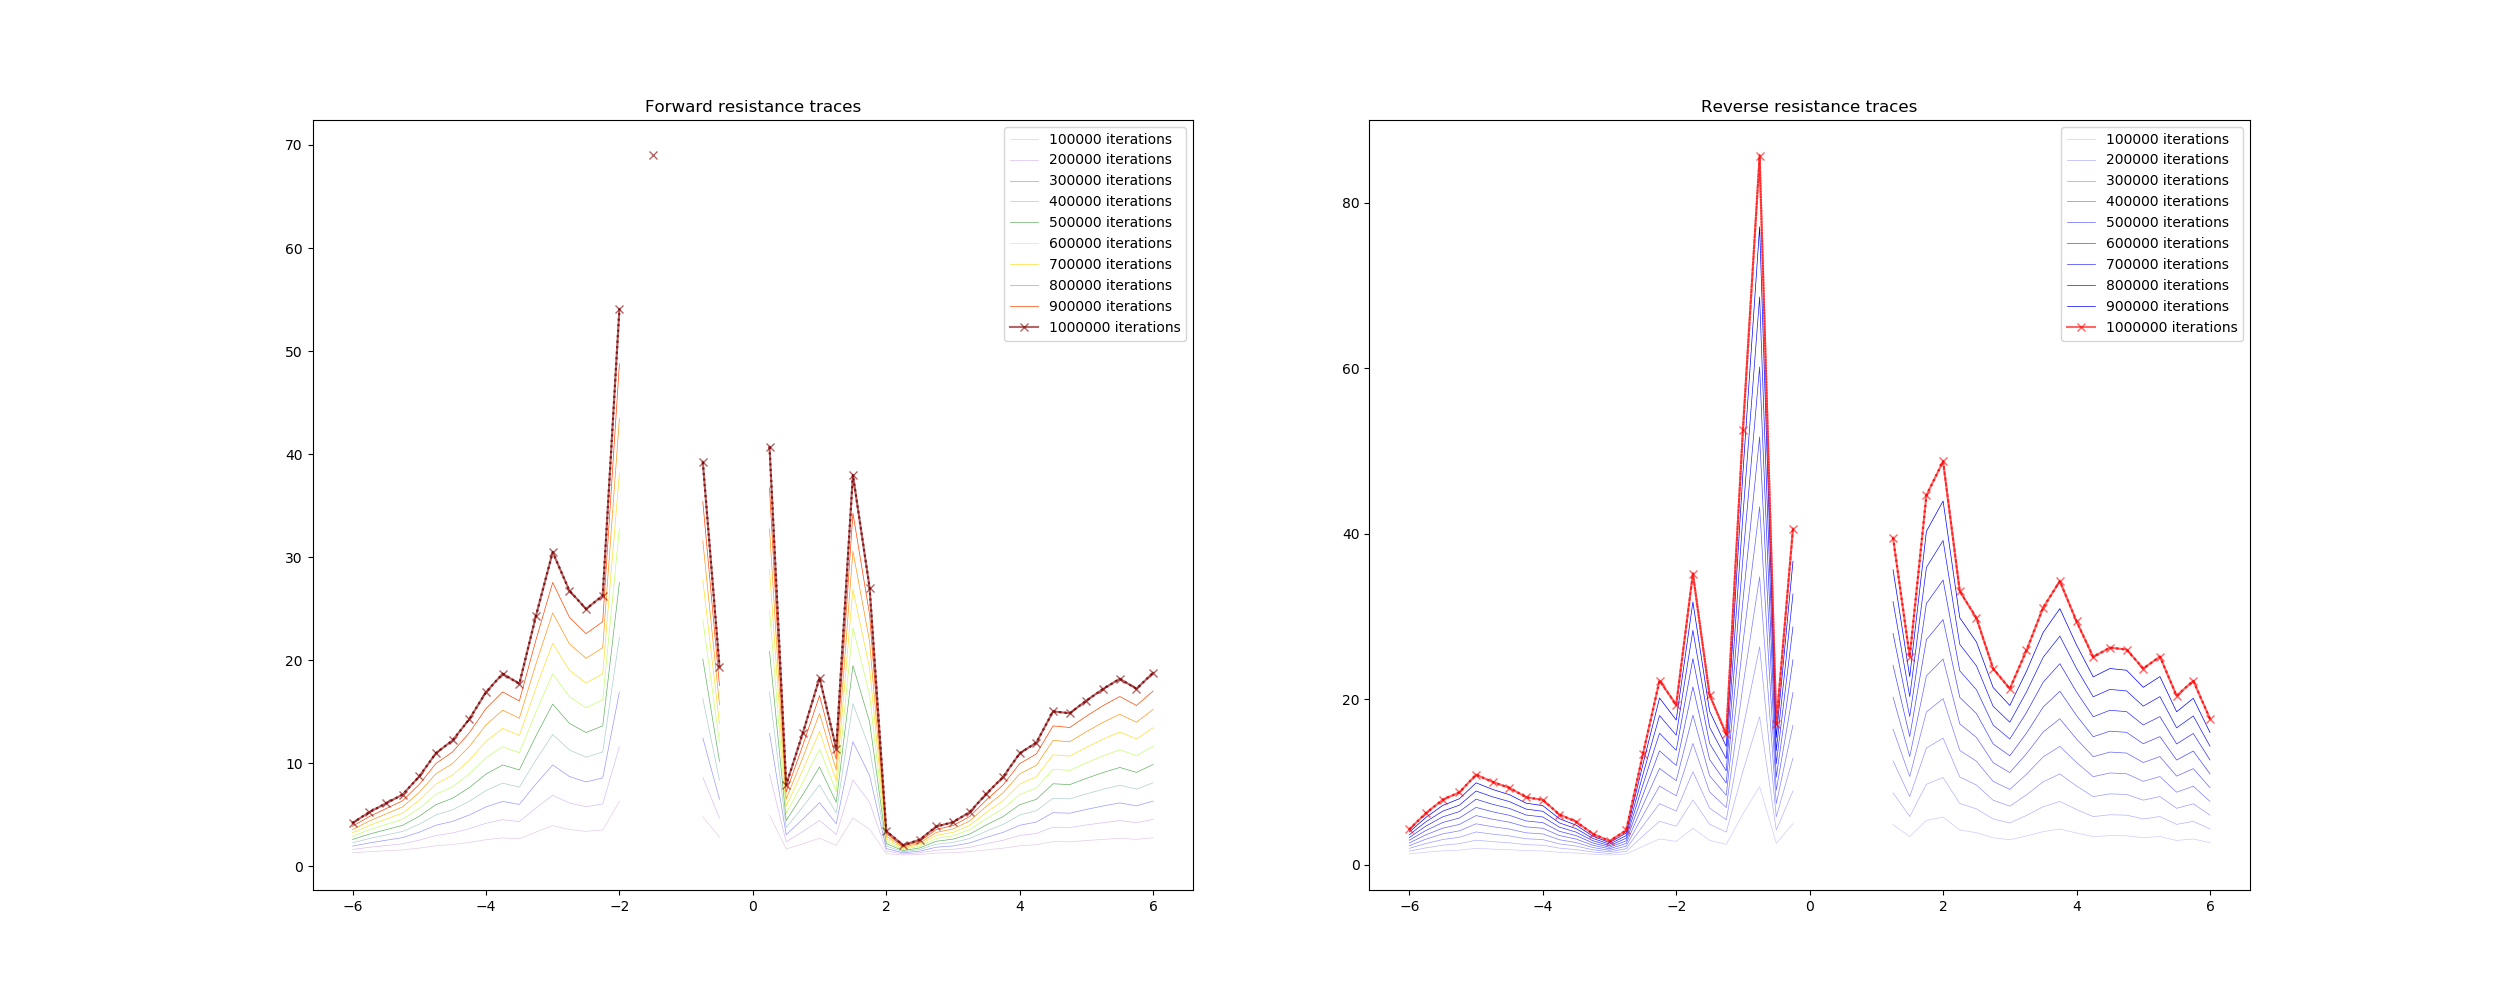 Forward resistance traces
70
60
50
40
30
20
10
0
−6
−4
−2
0
2
4
6
100000 iterations
200000 iterations
300000 iterations
400000 iterations
500000 iterations
600000 iterations
700000 iterations
800000 iterations
900000 iterations
1000000 iterations
Reverse resistance traces
80
60
40
20
0
−6
−4
−2
0
2
4
6
100000 iterations
200000 iterations
300000 iterations
400000 iterations
500000 iterations
600000 iterations
700000 iterations
800000 iterations
900000 iterations
1000000 iterations